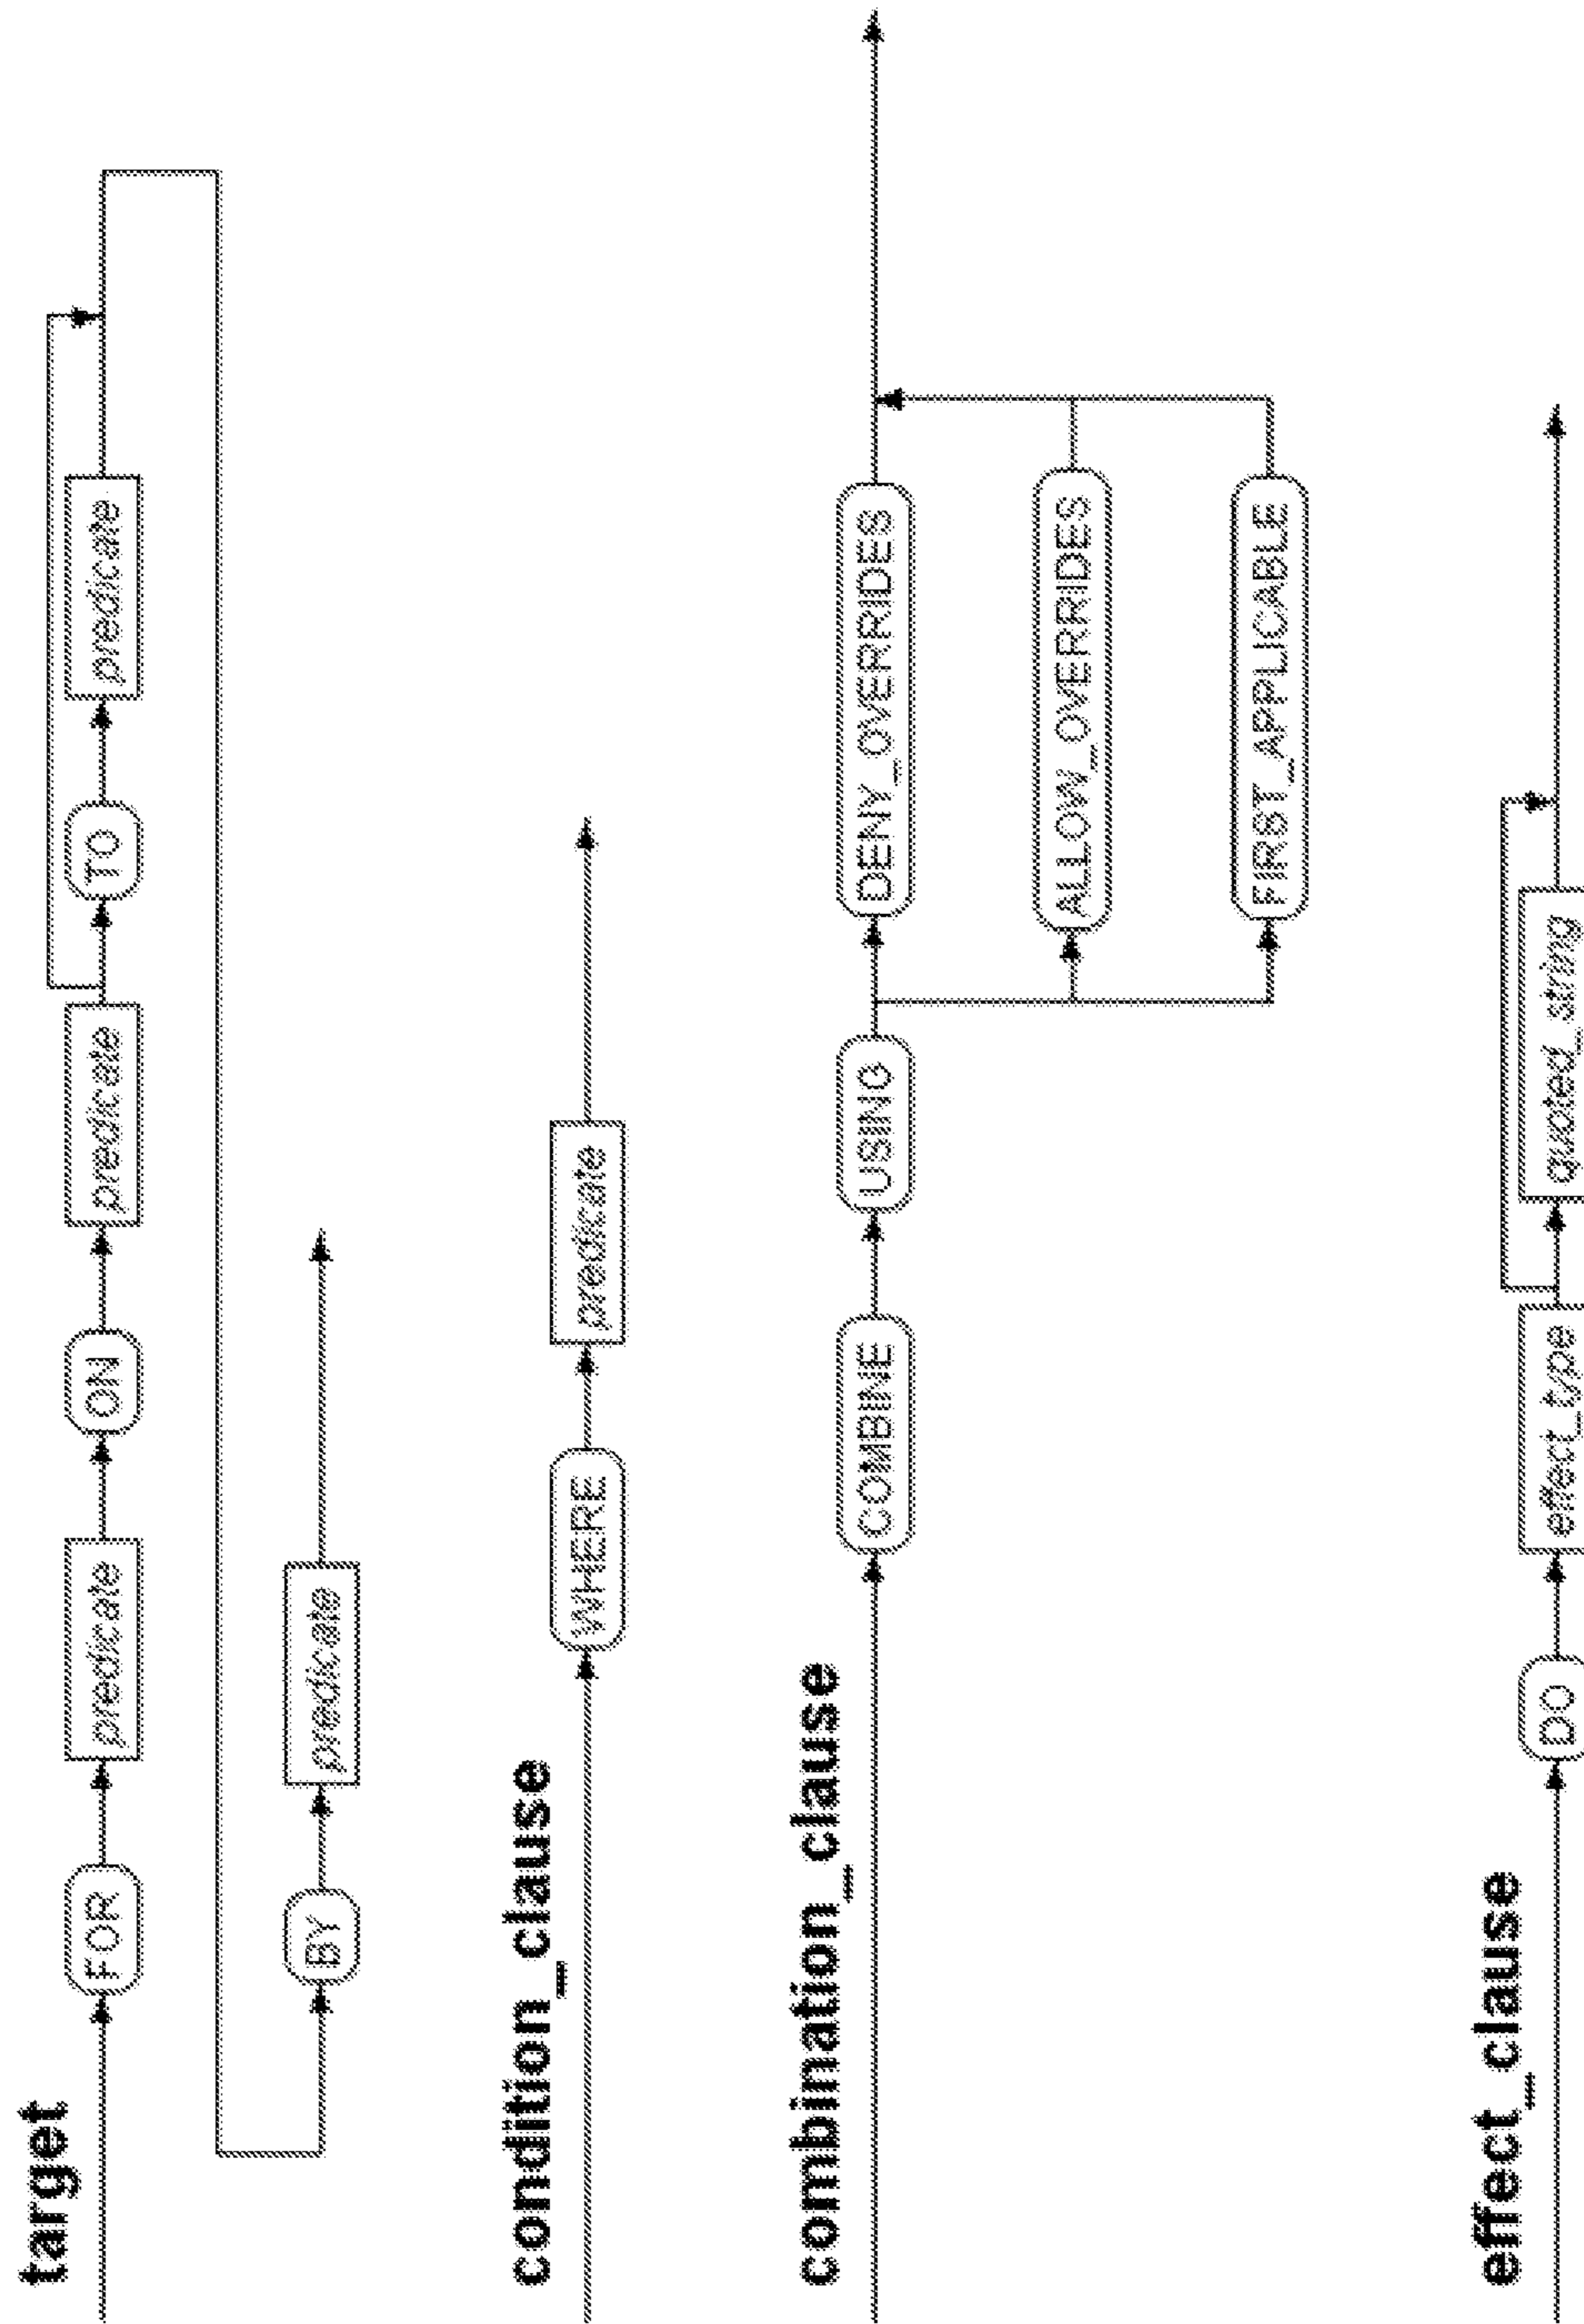 target
FOR predicate ON predicate TO predicate
BY predicate
condition_clause
WHERE predicate
combination_clause
COMBINE USING DENY_OVERRIDES
ALLOW_OVERRIDES
FIRST_APPLICABLE
effect_clause
DO effect_type quoted_string